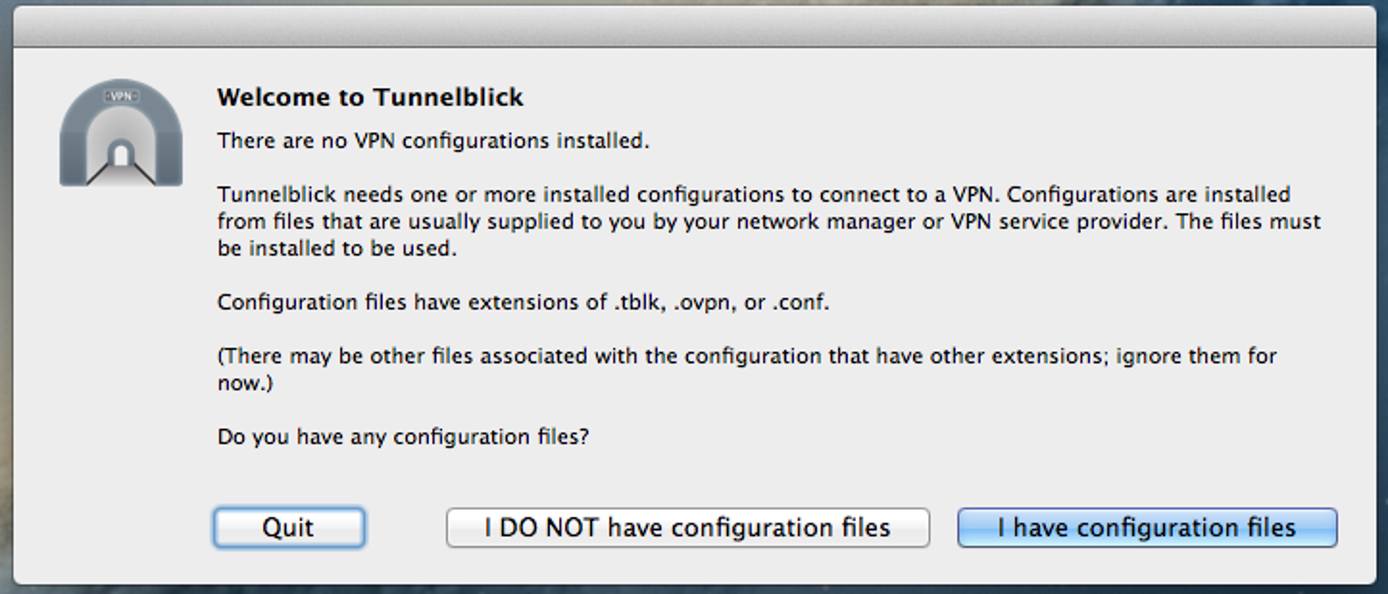 VPN
Welcome to Tunnelblick
There are no VPN configurations installed.
Tunnelblick needs one or more installed configurations to connect to a VPN. Configurations are installed
from files that are usually supplied to you by your network manager or VPN service provider. The files must
be installed to be used.
Configuration files have extensions of .tblk, .ovpn, or .conf.
(There may be other files associated with the configuration that have other extensions; ignore them for
now.)
Do you have any configuration files?
Quit
I DO NOT have configuration files
I have configuration files